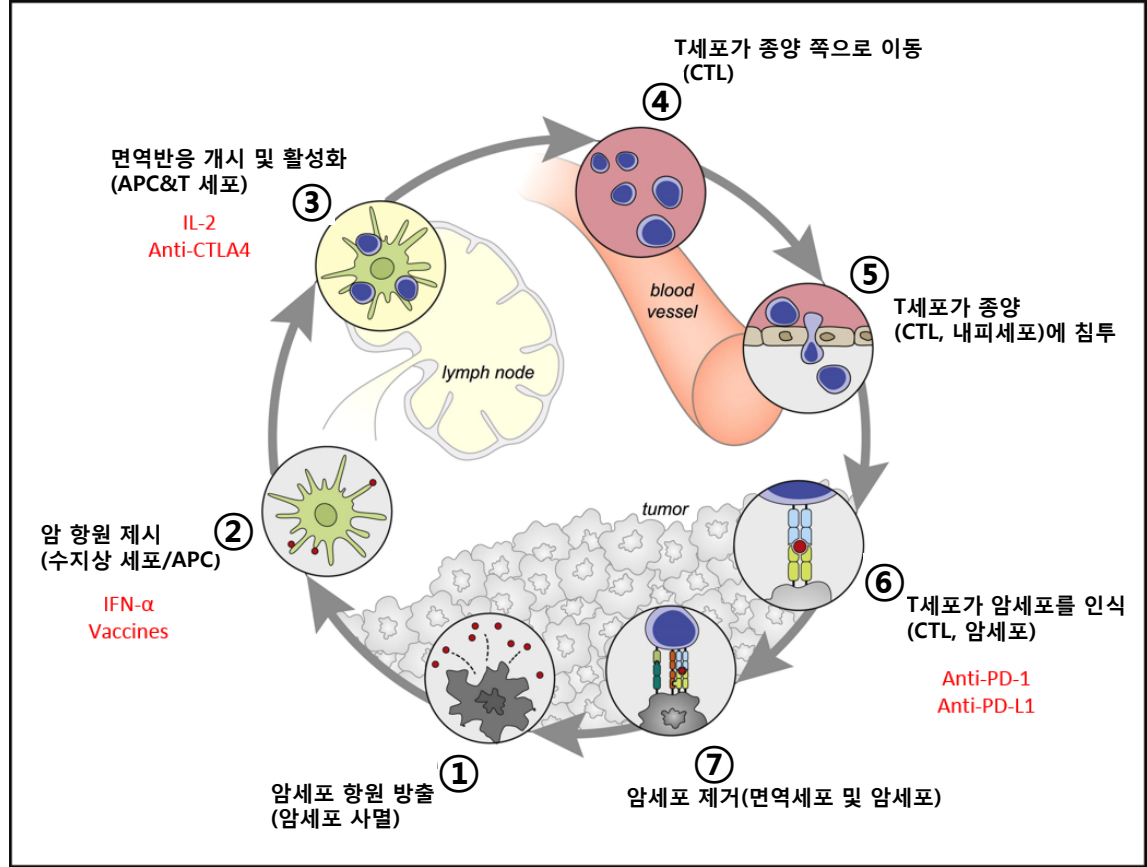 T세포가 종양 쪽으로 이동
(CTL)
④
면역반응 개시 및 활성화
(APC&T 세포)
③
IL-2
Anti-CTLA4
⑤
T세포가 종양
(CTL, 내피세포)에 침투
blood
vessel
lymph node
tumor
②
암 항원 제시
(수지상 세포/APC)
IFN-α
Vaccines
⑥
T세포가 암세포를 인식
(CTL, 암세포)
Anti-PD-1
Anti-PD-L1
①
암세포 항원 방출
(암세포 사멸)
⑦
암세포 제거(면역세포 및 암세포)